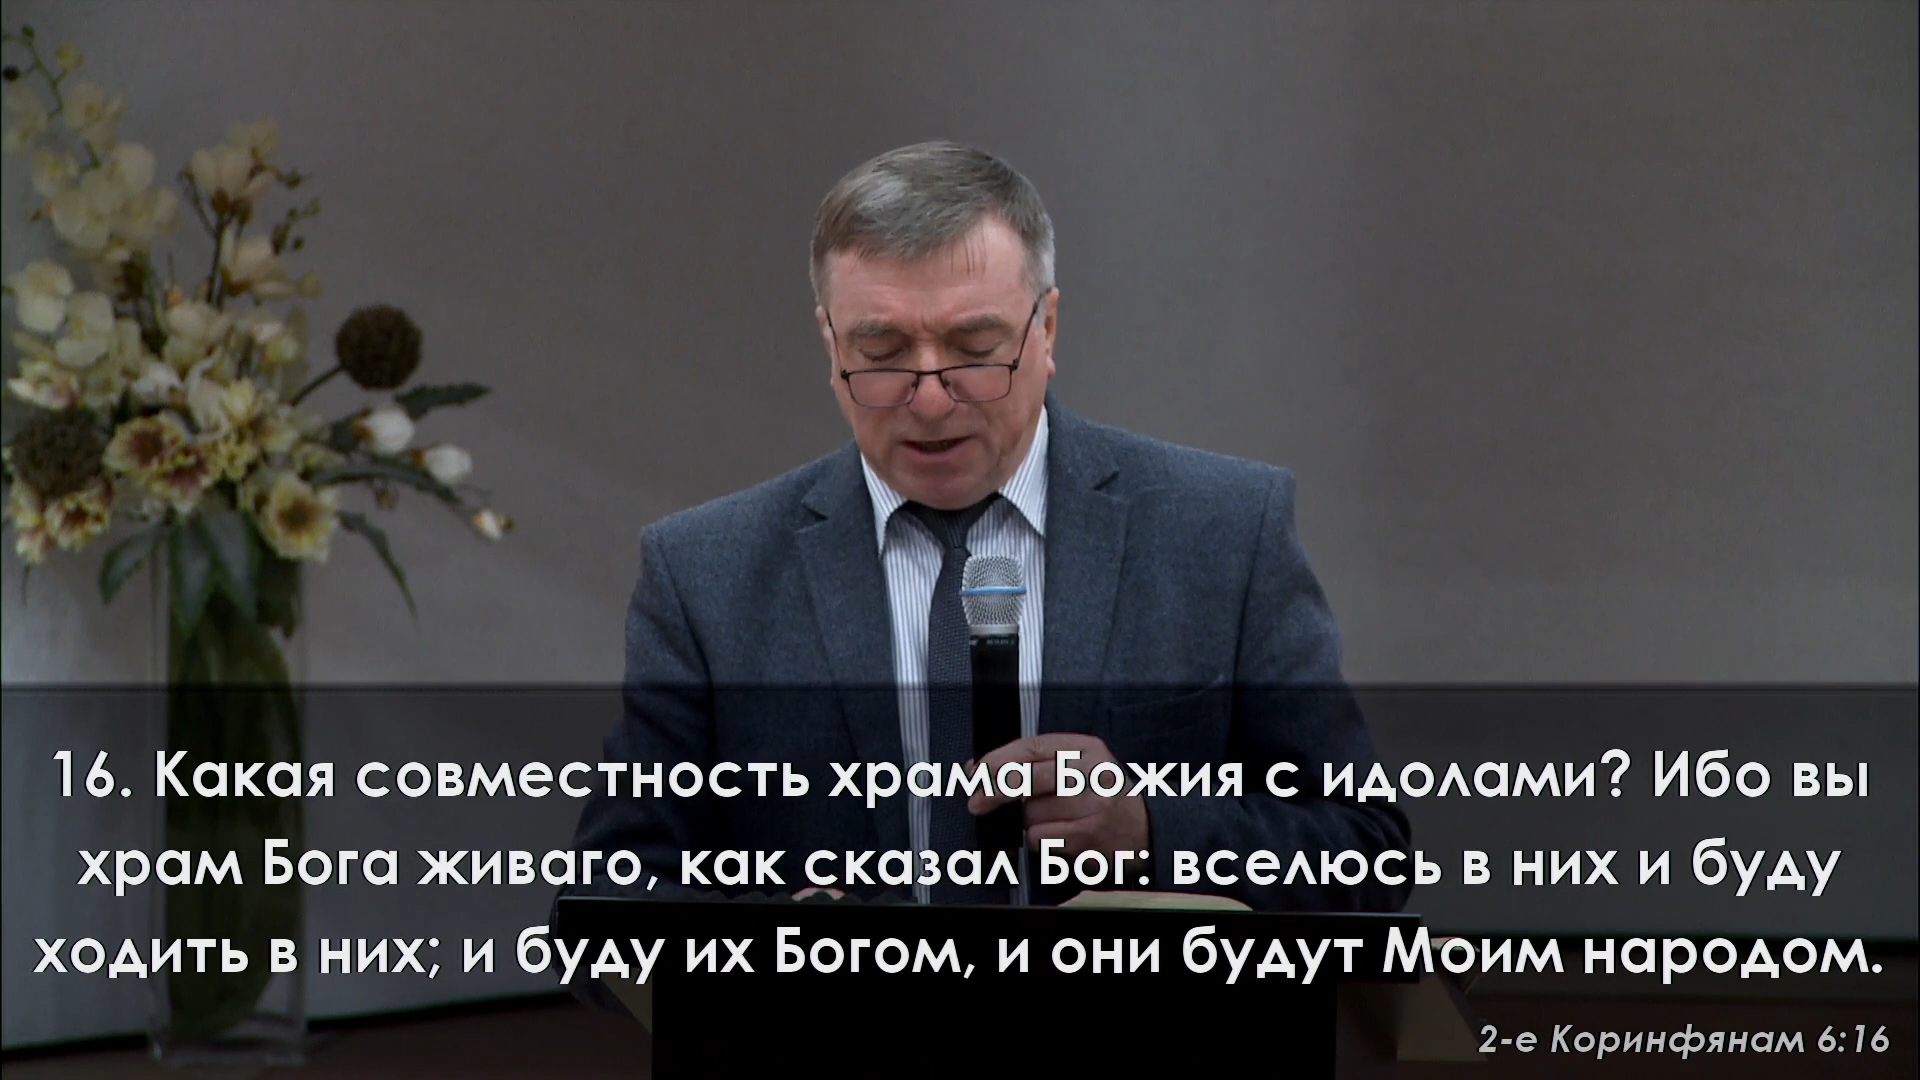 16. Какая совместность храма Божия с идолами? Ибо вы
храм Бога живаго, как сказал Бог: вселюсь в них и буду
ходить в них; и буду их Богом, и они будут Моим народом.
2-е Коринфянам 6:16